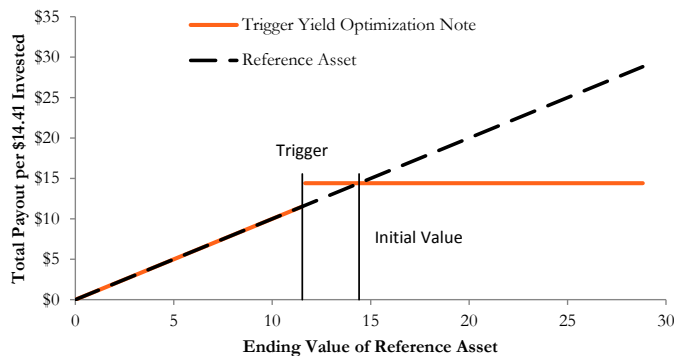 Trigger Yield Optimization Note
Reference Asset
Total Payout per $14.41 Invested
$35
$30
$25
$20
$15
$10
$5
$0
Trigger
Initial Value
0 5 10 15 20 25 30
Ending Value of Reference Asset